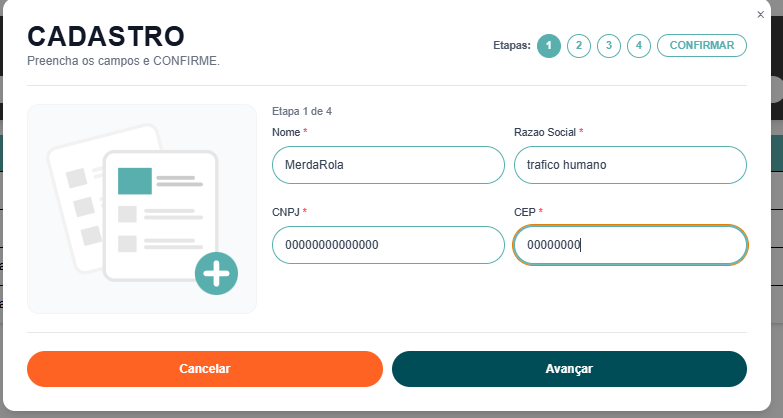 ×
CADASTRO
Preencha os campos e CONFIRME.
Etapas: 1 2 3 4 CONFIRMAR
Etapa 1 de 4
Nome * Razao Social *
MerdaRola trafico humano
CNPJ * CEP *
00000000000000 00000000
Cancelar Avançar